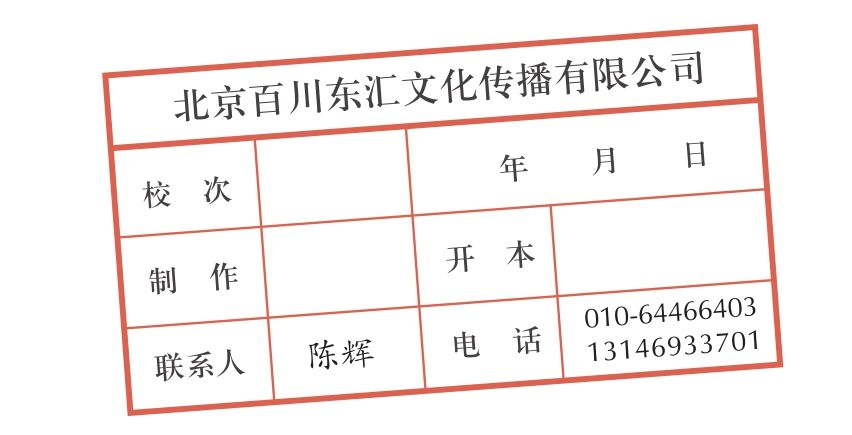 北京百川东汇文化传播有限公司
校 次 年 月 日
制 作 开 本
联系人 陈辉 电 话 010-64466403
13146933701